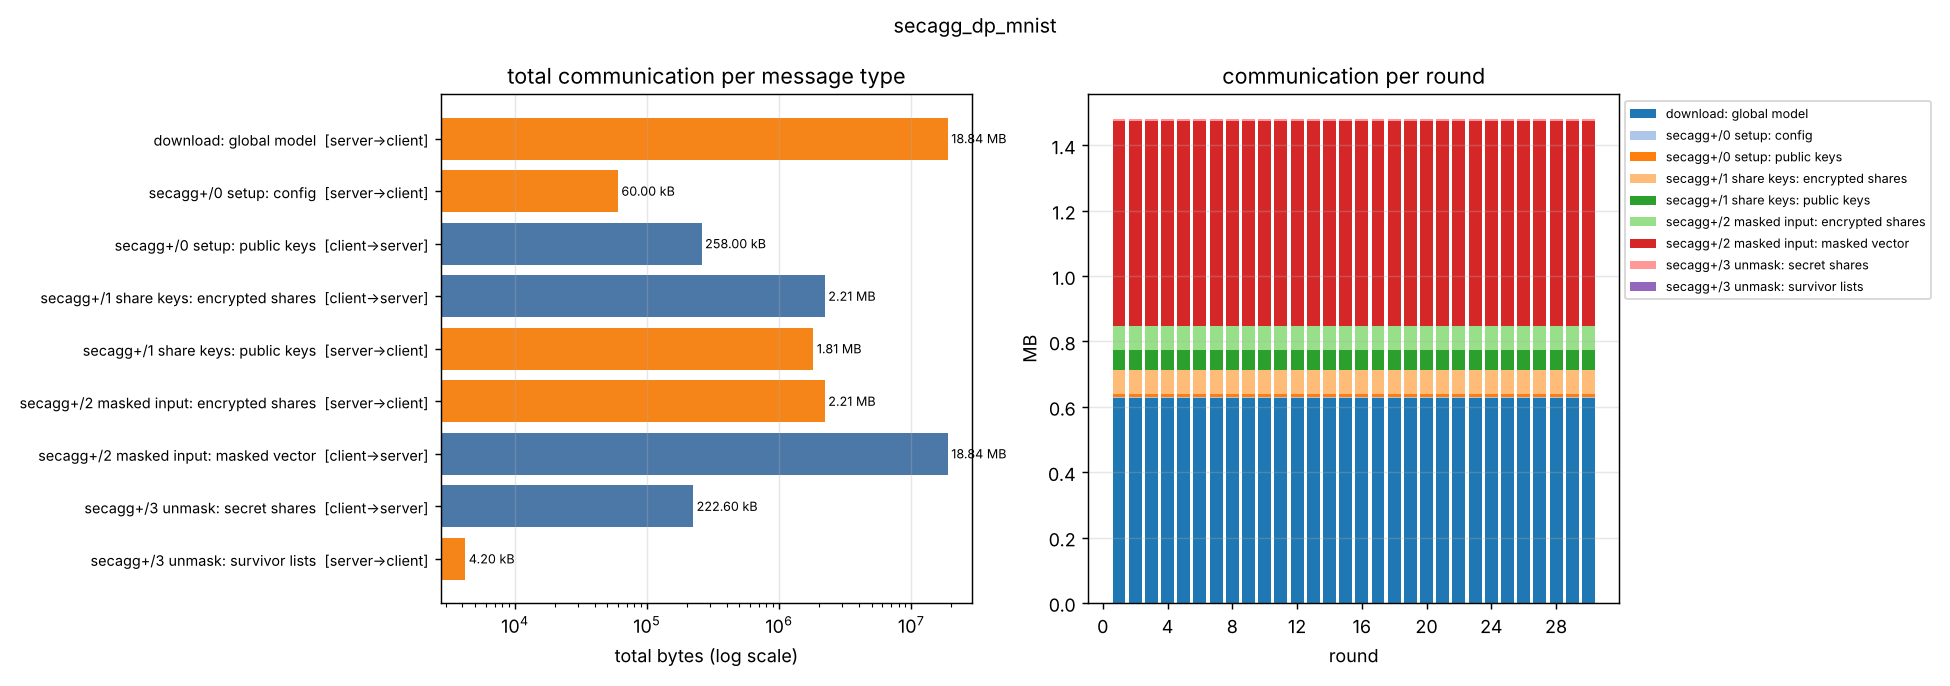 secagg_dp_mnist
total communication per message type
download: global model [server→client]
18.84 MB
secagg+/0 setup: config [server→client]
60.00 kB
secagg+/0 setup: public keys [client→server]
258.00 kB
secagg+/1 share keys: encrypted shares [client→server]
2.21 MB
secagg+/1 share keys: public keys [server→client]
1.81 MB
secagg+/2 masked input: encrypted shares [server→client]
2.21 MB
secagg+/2 masked input: masked vector [client→server]
18.84 MB
secagg+/3 unmask: secret shares [client→server]
222.60 kB
secagg+/3 unmask: survivor lists [server→client]
4.20 kB
10⁴ 10⁵ 10⁶ 10⁷
total bytes (log scale)
communication per round
MB
1.4
1.2
1.0
0.8
0.6
0.4
0.2
0.0
0 4 8 12 16 20 24 28
round
download: global model
secagg+/0 setup: config
secagg+/0 setup: public keys
secagg+/1 share keys: encrypted shares
secagg+/1 share keys: public keys
secagg+/2 masked input: encrypted shares
secagg+/2 masked input: masked vector
secagg+/3 unmask: secret shares
secagg+/3 unmask: survivor lists